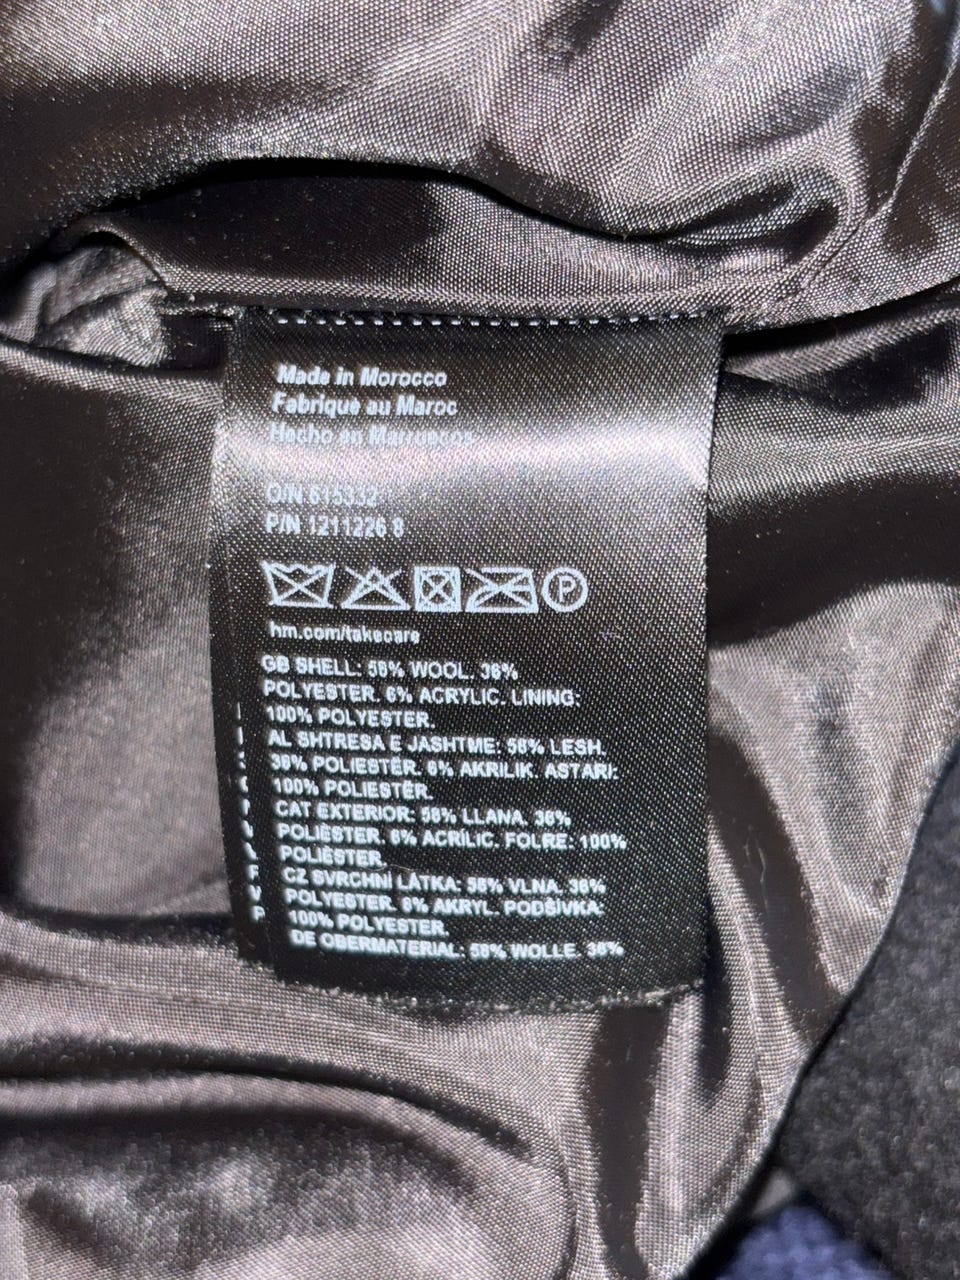 Made in Morocco
Fabriqué au Maroc
Hecho en Marruecos
O/N 615332
P/N 1211226 8
P
hm.com/takecare
GB SHELL: 58% WOOL. 36%
POLYESTER. 6% ACRYLIC. LINING:
100% POLYESTER.
AL SHTRESA E JASHTME: 58% LESH.
36% POLIESTËR. 6% AKRILIK. ASTARI:
100% POLIESTËR.
CAT EXTERIOR: 58% LLANA. 36%
POLIÈSTER. 6% ACRÍLIC. FOLRE: 100%
POLIÈSTER.
CZ SVRCHNÍ LÁTKA: 58% VLNA. 36%
POLYESTER. 6% AKRYL. PODŠÍVKA:
100% POLYESTER.
DE OBERMATERIAL: 58% WOLLE. 36%